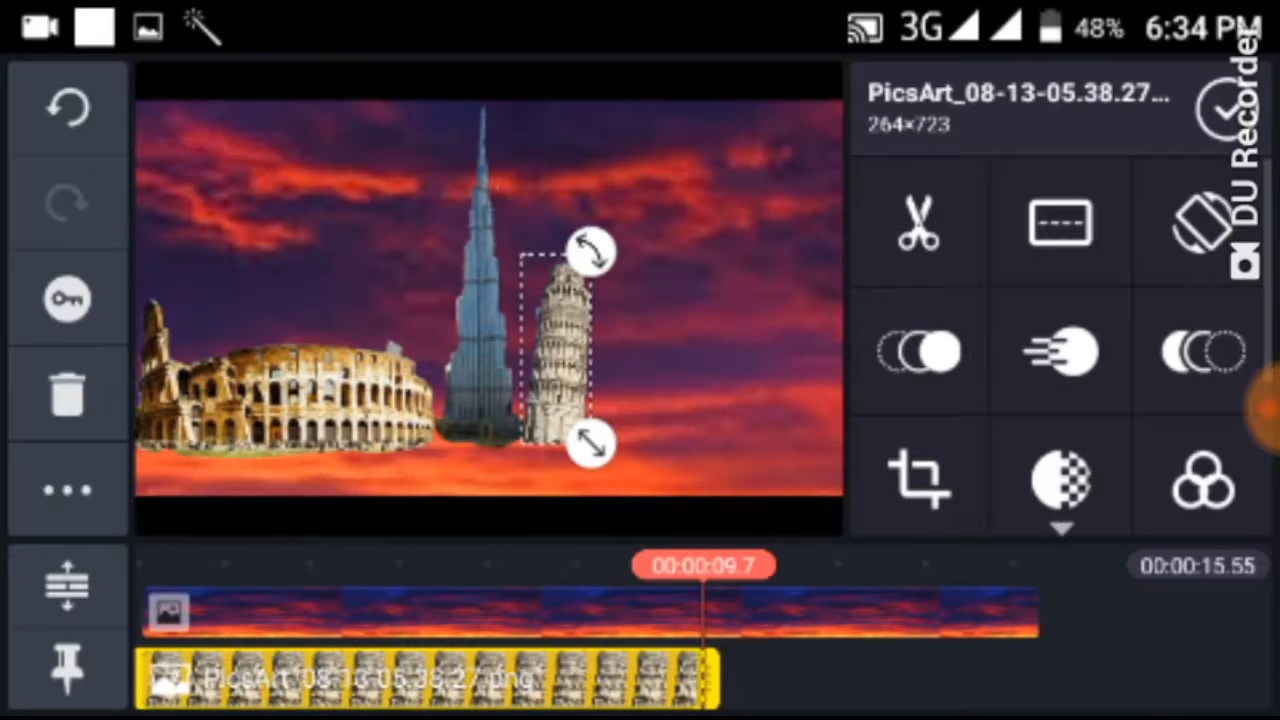 3G 48% 6:34 PM
DU Recorder
PicsArt_08-13-05.38.27...
264×723
00:00:09.7
00:00:15.55
PicsArt_08-13-05.38.27.png